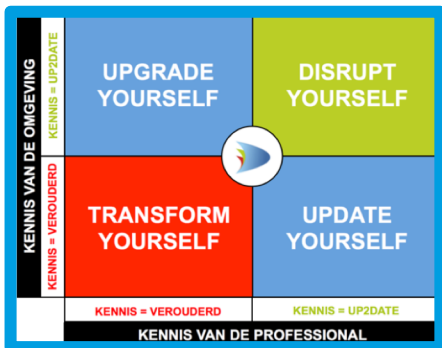 KENNIS VAN DE OMGEVING
KENNIS = UP2DATE
KENNIS = VEROUDERD
UPGRADE
YOURSELF
DISRUPT
YOURSELF
TRANSFORM
YOURSELF
UPDATE
YOURSELF
KENNIS = VEROUDERD
KENNIS = UP2DATE
KENNIS VAN DE PROFESSIONAL